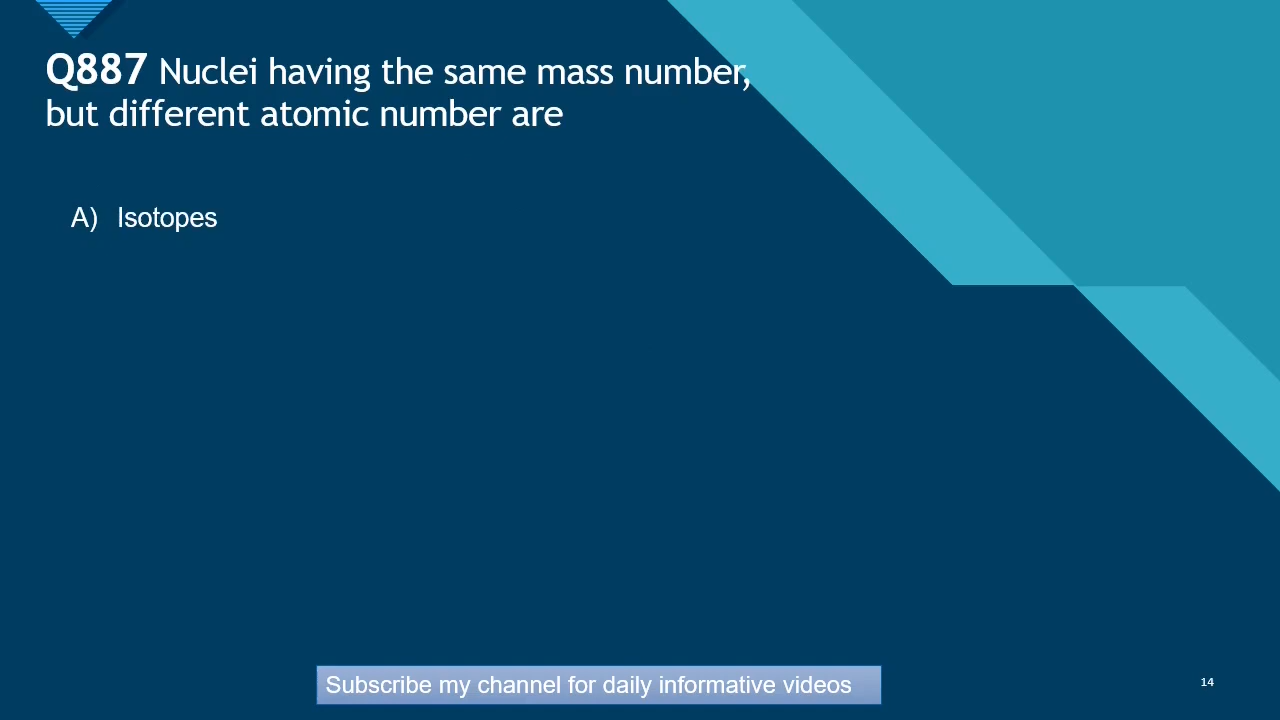 Q887 Nuclei having the same mass number,
but different atomic number are
A) Isotopes
Subscribe my channel for daily informative videos
14